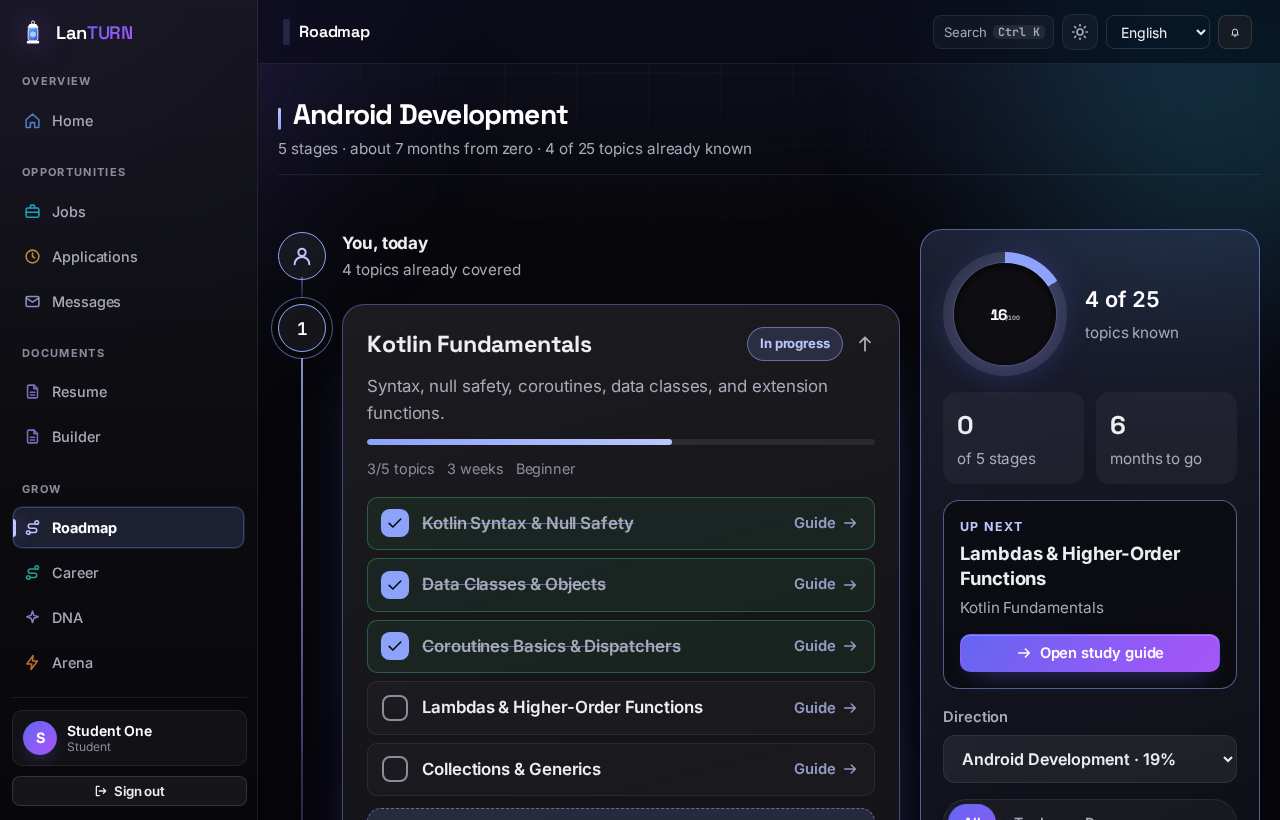 LanTURN
OVERVIEW
Home
OPPORTUNITIES
Jobs
Applications
Messages
DOCUMENTS
Resume
Builder
GROW
Roadmap
Career
DNA
Arena
S
Student One
Student
Sign out
Roadmap
Search Ctrl K
English
Android Development
5 stages · about 7 months from zero · 4 of 25 topics already known
You, today
4 topics already covered
1
Kotlin Fundamentals
In progress
Syntax, null safety, coroutines, data classes, and extension
functions.
3/5 topics 3 weeks Beginner
Kotlin Syntax & Null Safety
Guide →
Data Classes & Objects
Guide →
Coroutines Basics & Dispatchers
Guide →
Lambdas & Higher-Order Functions
Guide →
Collections & Generics
Guide →
16/100
4 of 25
topics known
0
of 5 stages
6
months to go
UP NEXT
Lambdas & Higher-Order
Functions
Kotlin Fundamentals
→ Open study guide
Direction
Android Development · 19%